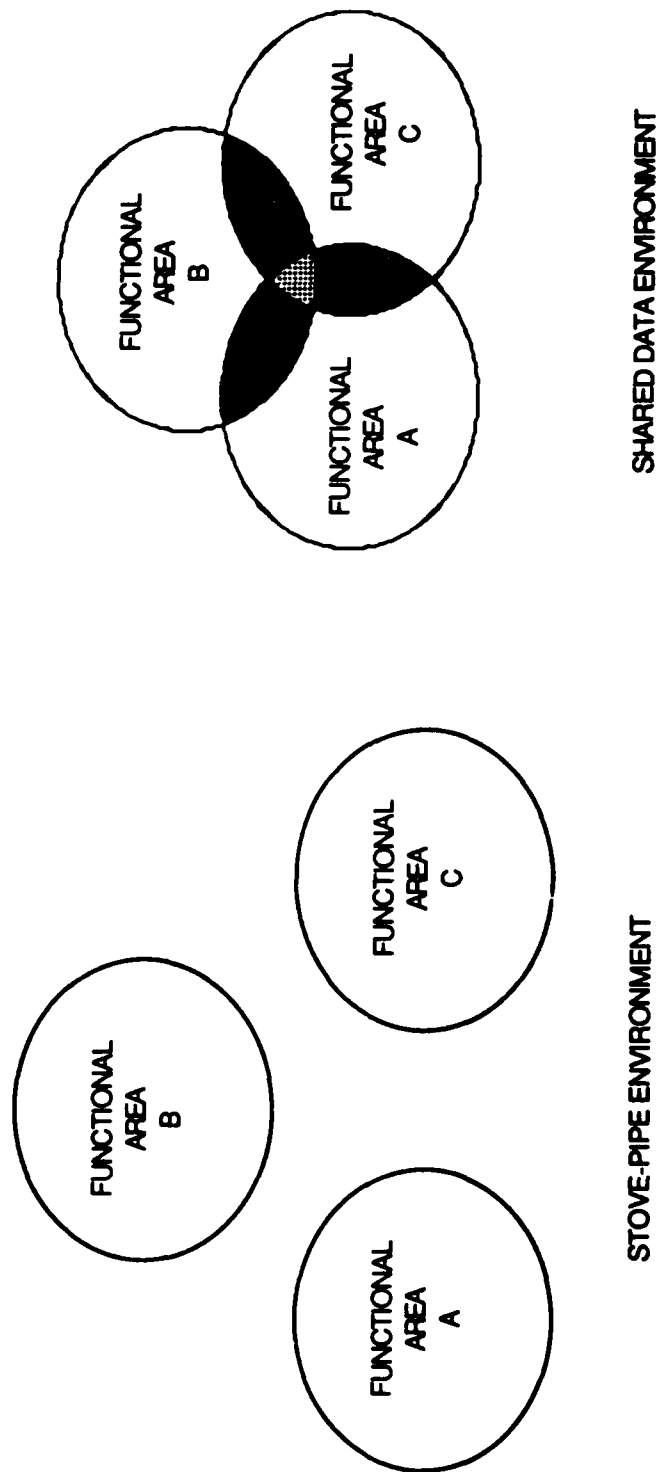 FUNCTIONAL
AREA
B
FUNCTIONAL
AREA
A
FUNCTIONAL
AREA
C
STOVE-PIPE ENVIRONMENT
FUNCTIONAL
AREA
B
FUNCTIONAL
AREA
A
FUNCTIONAL
AREA
C
SHARED DATA ENVIRONMENT